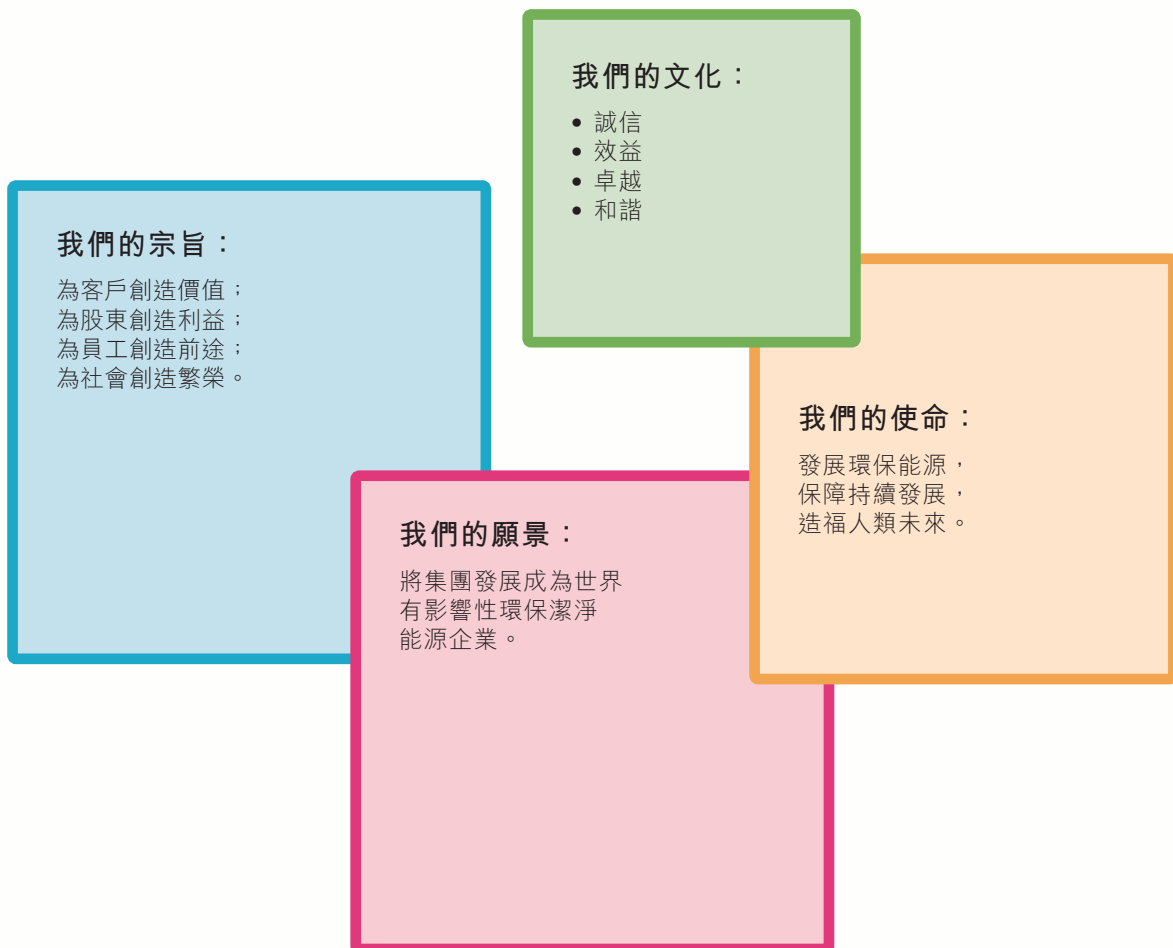 我們的文化：
• 誠信
• 效益
• 卓越
• 和諧
我們的宗旨：
為客戶創造價值；
為股東創造利益；
為員工創造前途；
為社會創造繁榮。
我們的使命：
發展環保能源，
保障持續發展，
造福人類未來。
我們的願景：
將集團發展成為世界
有影響性環保潔淨
能源企業。